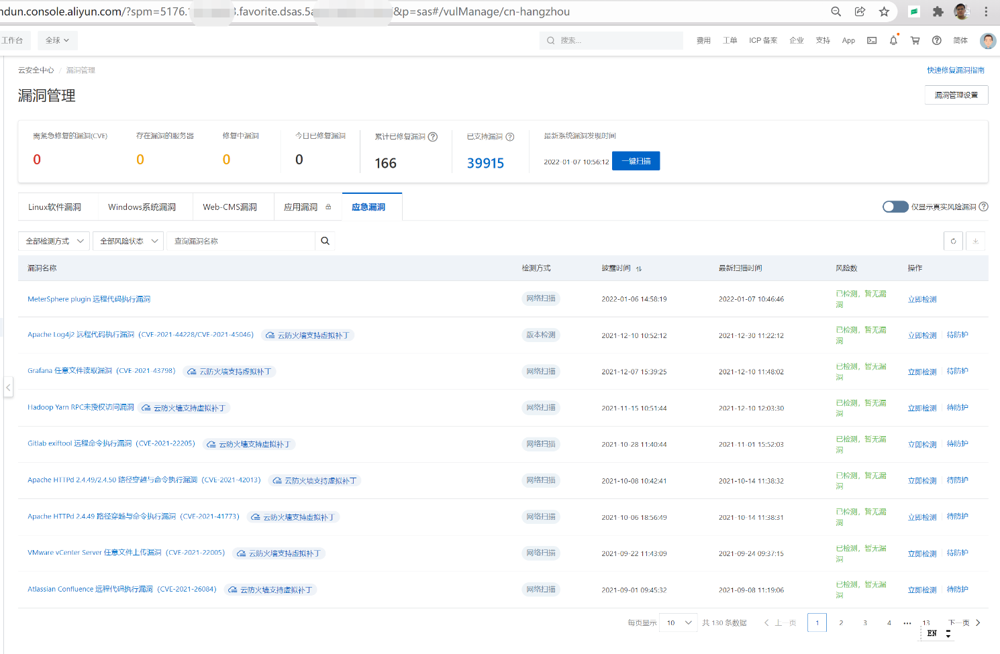 ndun.console.aliyun.com/?spm=5176. .favorite.dsas.5a &p=sas#/vulManage/cn-hangzhou
工作台 全球 搜索... 费用 工单 ICP 备案 企业 支持 App 简体
云安全中心 / 漏洞管理 快速修复漏洞指南
漏洞管理 漏洞管理设置
需紧急修复的漏洞(CVE) 存在漏洞的服务器 修复中漏洞 今日已修复漏洞 累计已修复漏洞 已支持漏洞 最新系统漏洞发现时间
0 0 0 0 166 39915 2022-01-07 10:56:12 一键扫描
Linux软件漏洞 Windows系统漏洞 Web-CMS漏洞 应用漏洞 应急漏洞 仅显示真实风险漏洞
全部检测方式 全部风险状态 查询漏洞名称
漏洞名称 检测方式 披露时间 最新扫描时间 风险数 操作
MeterSphere plugin 远程代码执行漏洞 网络扫描 2022-01-06 14:58:19 2022-01-07 10:46:46 已检测，暂无漏洞 立即检测
Apache Log4j2 远程代码执行漏洞（CVE-2021-44228/CVE-2021-45046） 云防火墙支持虚拟补丁 版本检测 2021-12-10 10:52:12 2021-12-30 11:22:12 已检测，暂无漏洞 立即检测 待防护
Grafana 任意文件读取漏洞（CVE-2021-43798） 云防火墙支持虚拟补丁 网络扫描 2021-12-07 15:39:25 2021-12-10 11:48:02 已检测，暂无漏洞 立即检测 待防护
Hadoop Yarn RPC未授权访问漏洞 云防火墙支持虚拟补丁 网络扫描 2021-11-15 10:51:44 2021-12-10 12:03:30 已检测，暂无漏洞 立即检测 待防护
Gitlab exiftool 远程命令执行漏洞（CVE-2021-22205） 云防火墙支持虚拟补丁 网络扫描 2021-10-28 11:40:44 2021-11-01 15:52:03 已检测，暂无漏洞 立即检测 待防护
Apache HTTPd 2.4.49/2.4.50 路径穿越与命令执行漏洞（CVE-2021-42013） 云防火墙支持虚拟补丁 网络扫描 2021-10-08 10:42:41 2021-10-14 11:38:32 已检测，暂无漏洞 立即检测 待防护
Apache HTTPd 2.4.49 路径穿越与命令执行漏洞（CVE-2021-41773） 云防火墙支持虚拟补丁 网络扫描 2021-10-06 18:56:49 2021-10-14 11:38:31 已检测，暂无漏洞 立即检测 待防护
VMware vCenter Server 任意文件上传漏洞（CVE-2021-22005） 云防火墙支持虚拟补丁 网络扫描 2021-09-22 11:43:09 2021-09-24 09:37:15 已检测，暂无漏洞 立即检测 待防护
Atlassian Confluence 远程代码执行漏洞（CVE-2021-26084） 云防火墙支持虚拟补丁 网络扫描 2021-09-01 09:45:32 2021-09-08 11:19:06 已检测，暂无漏洞 立即检测 待防护
每页显示 10 共 130 条数据 上一页 1 2 3 4 ••• 13 下一页
EN